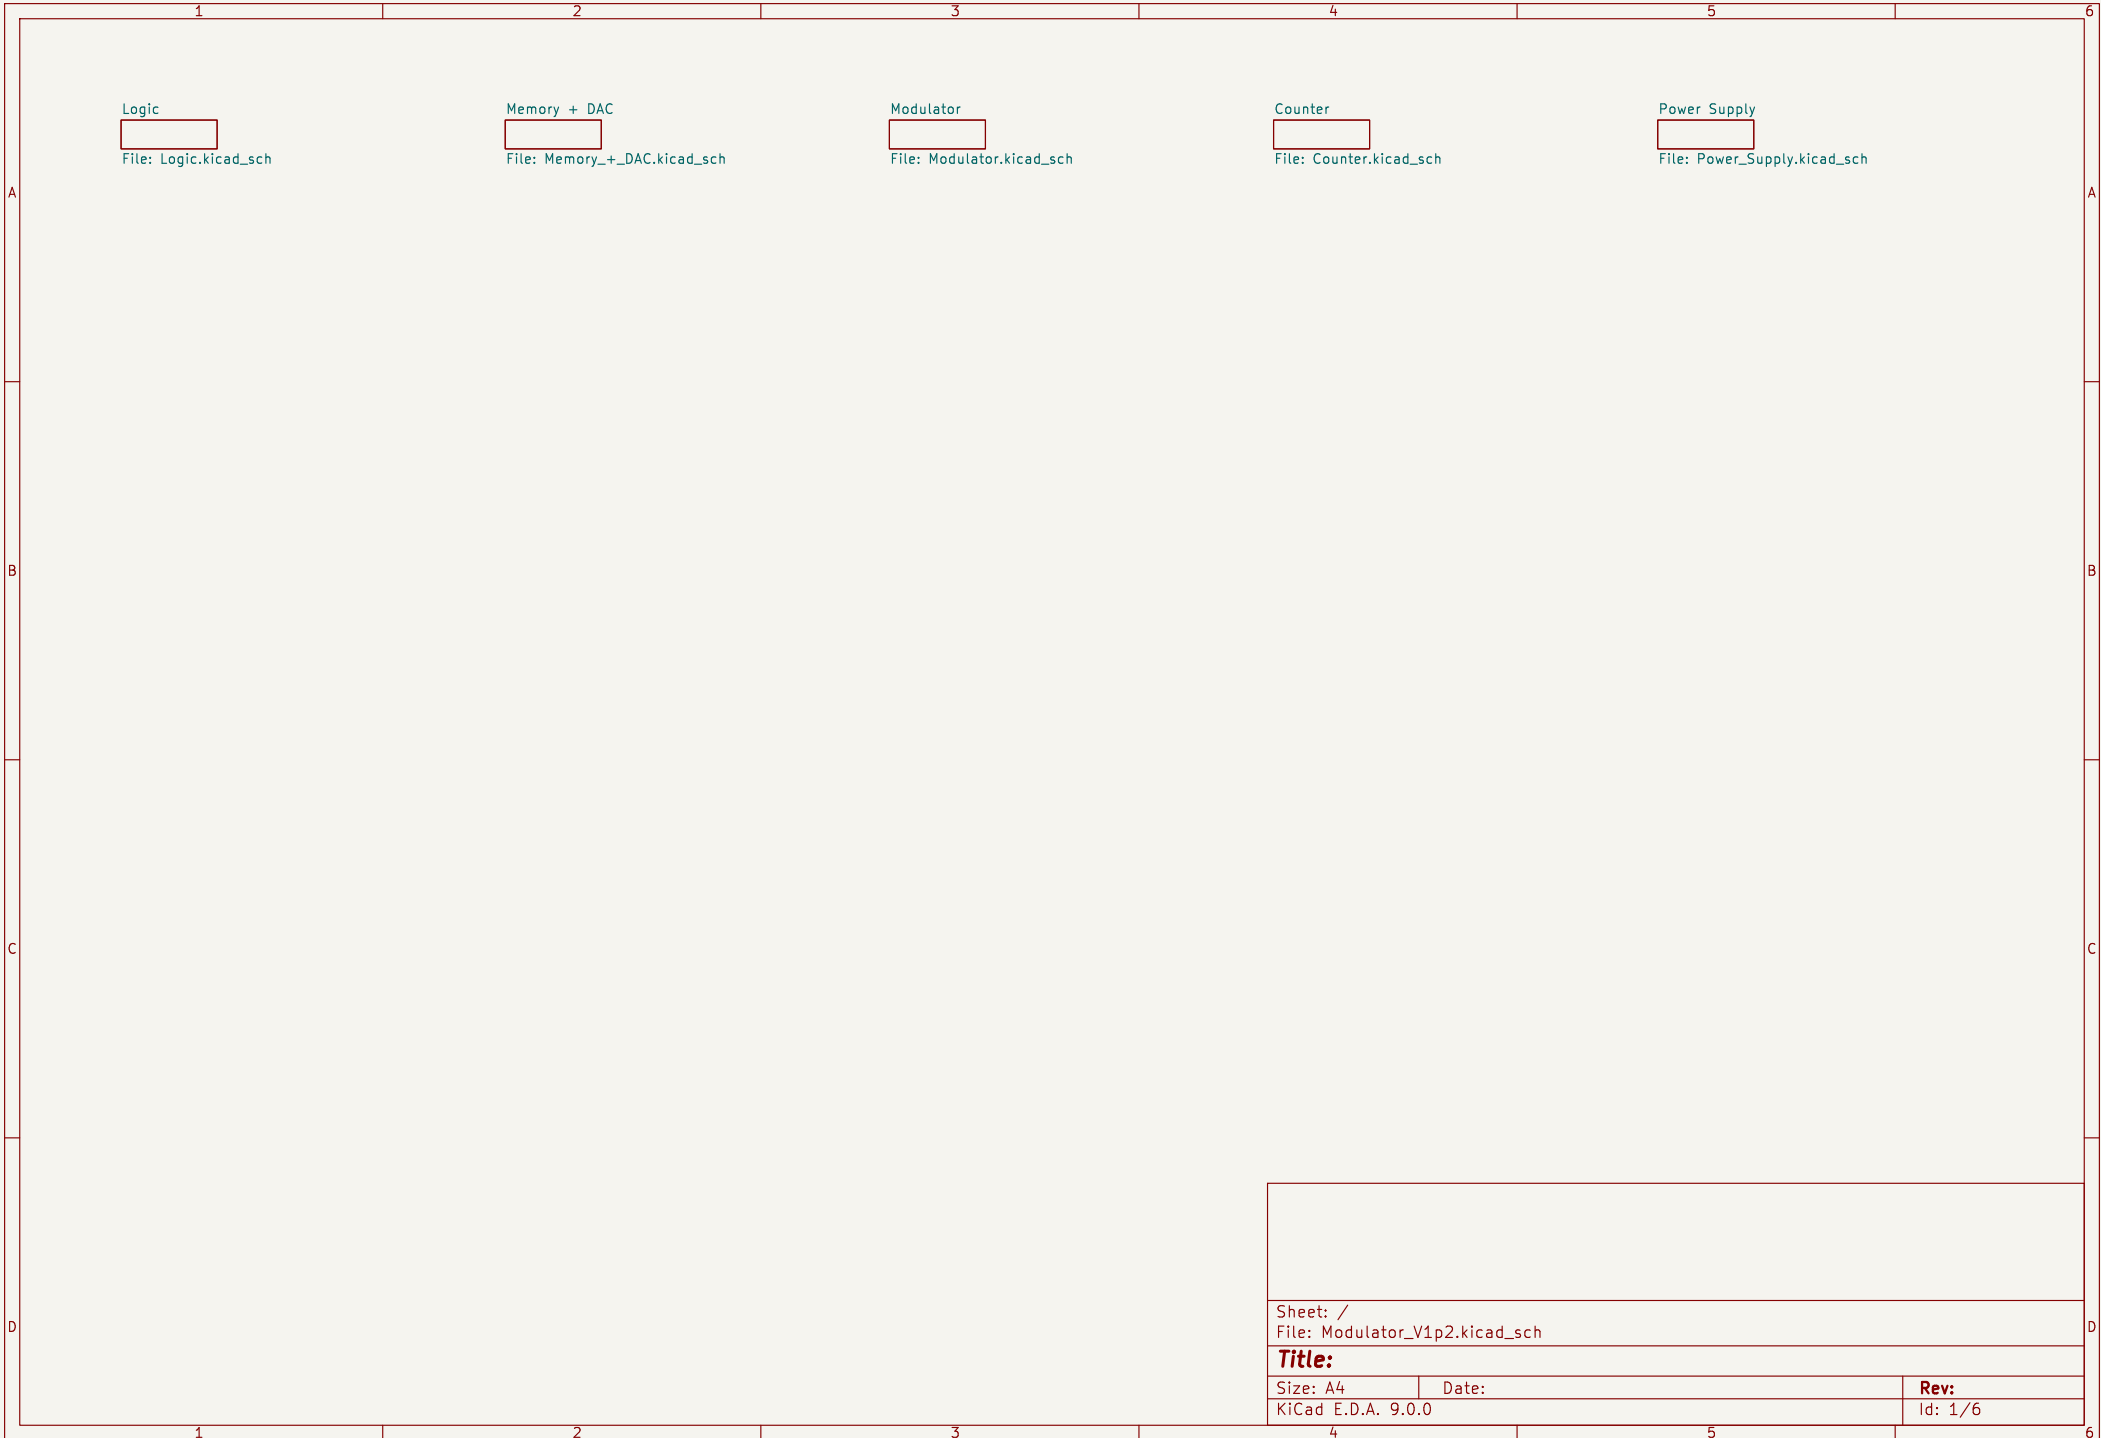 1 2 3 4 5 6
Logic
Memory + DAC
Modulator
Counter
Power Supply
File: Logic.kicad_sch
File: Memory_+_DAC.kicad_sch
File: Modulator.kicad_sch
File: Counter.kicad_sch
File: Power_Supply.kicad_sch
A A
B B
C C
D D
Sheet: /
File: Modulator_V1p2.kicad_sch
Title:
Size: A4 Date: Rev:
KiCad E.D.A. 9.0.0 Id: 1/6
1 2 3 4 5 6